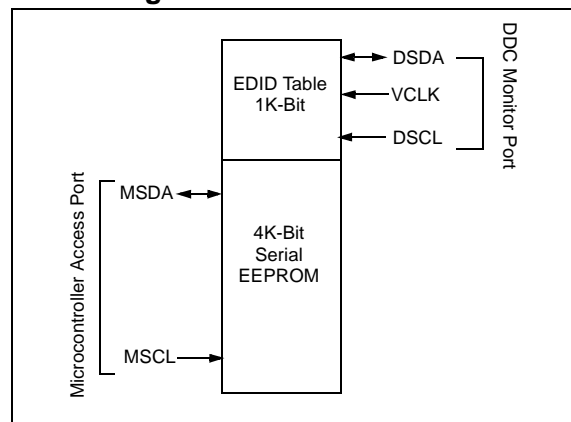 EDID Table
1K-Bit
DSDA
VCLK
DSCL
DDC Monitor Port
Microcontroller Access Port
MSDA
4K-Bit
Serial
EEPROM
MSCL